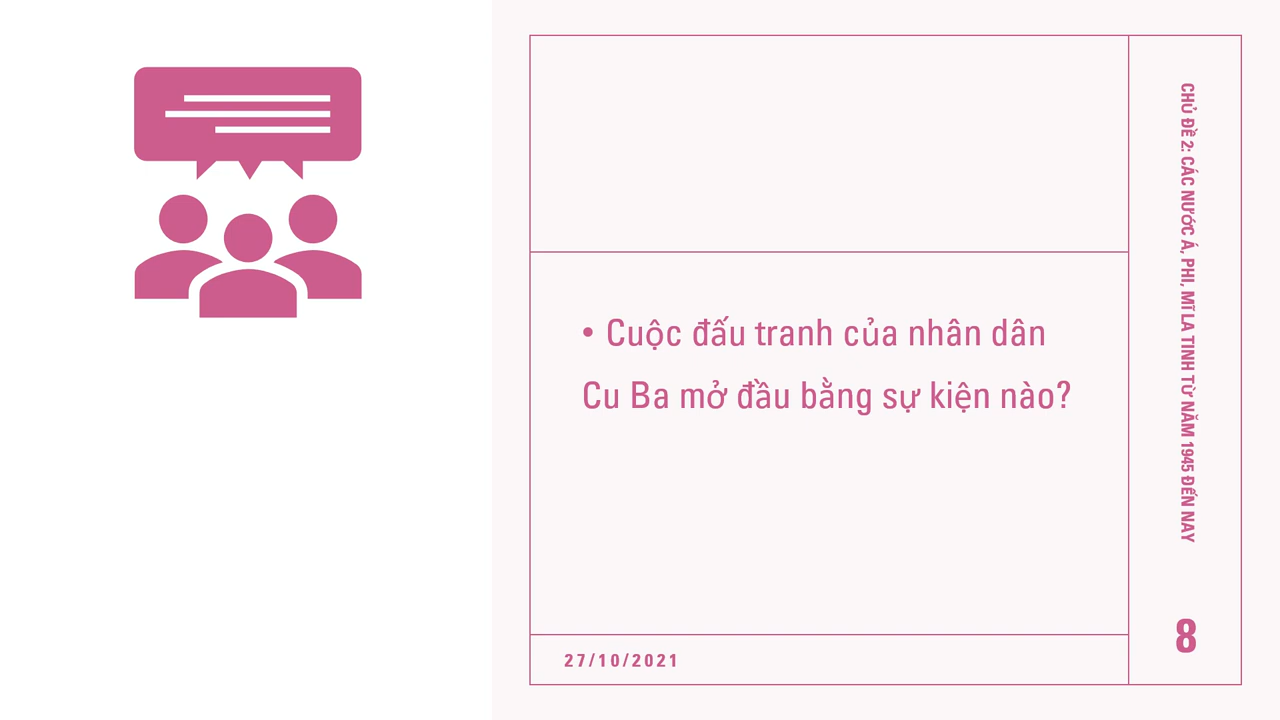 • Cuộc đấu tranh của nhân dân
Cu Ba mở đầu bằng sự kiện nào?
CHỦ ĐỀ 2: CÁC NƯỚC Á, PHI, MĨ LA TINH TỪ NĂM 1945 ĐẾN NAY
27/10/2021
8